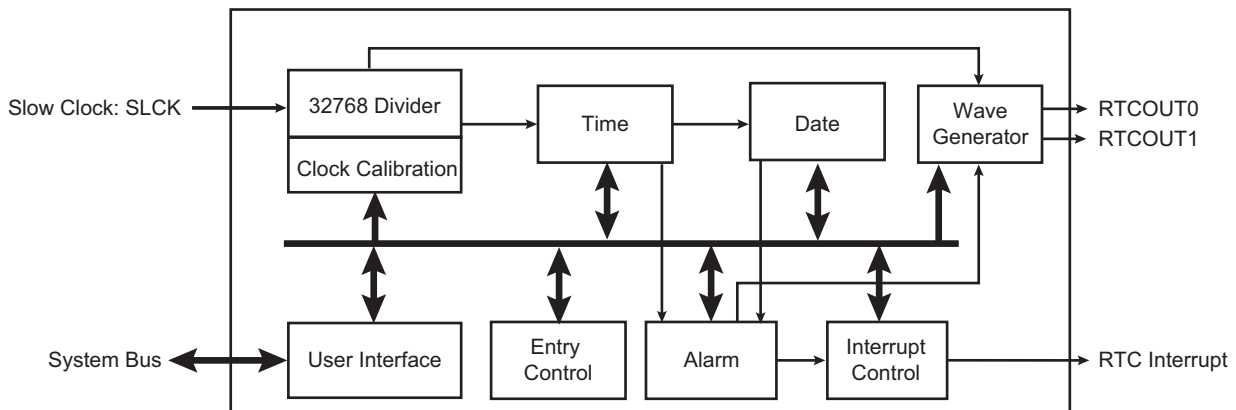 Slow Clock: SLCK
32768 Divider
Clock Calibration
Time
Date
Wave
Generator
RTCOUT0
RTCOUT1
System Bus
User Interface
Entry
Control
Alarm
Interrupt
Control
RTC Interrupt